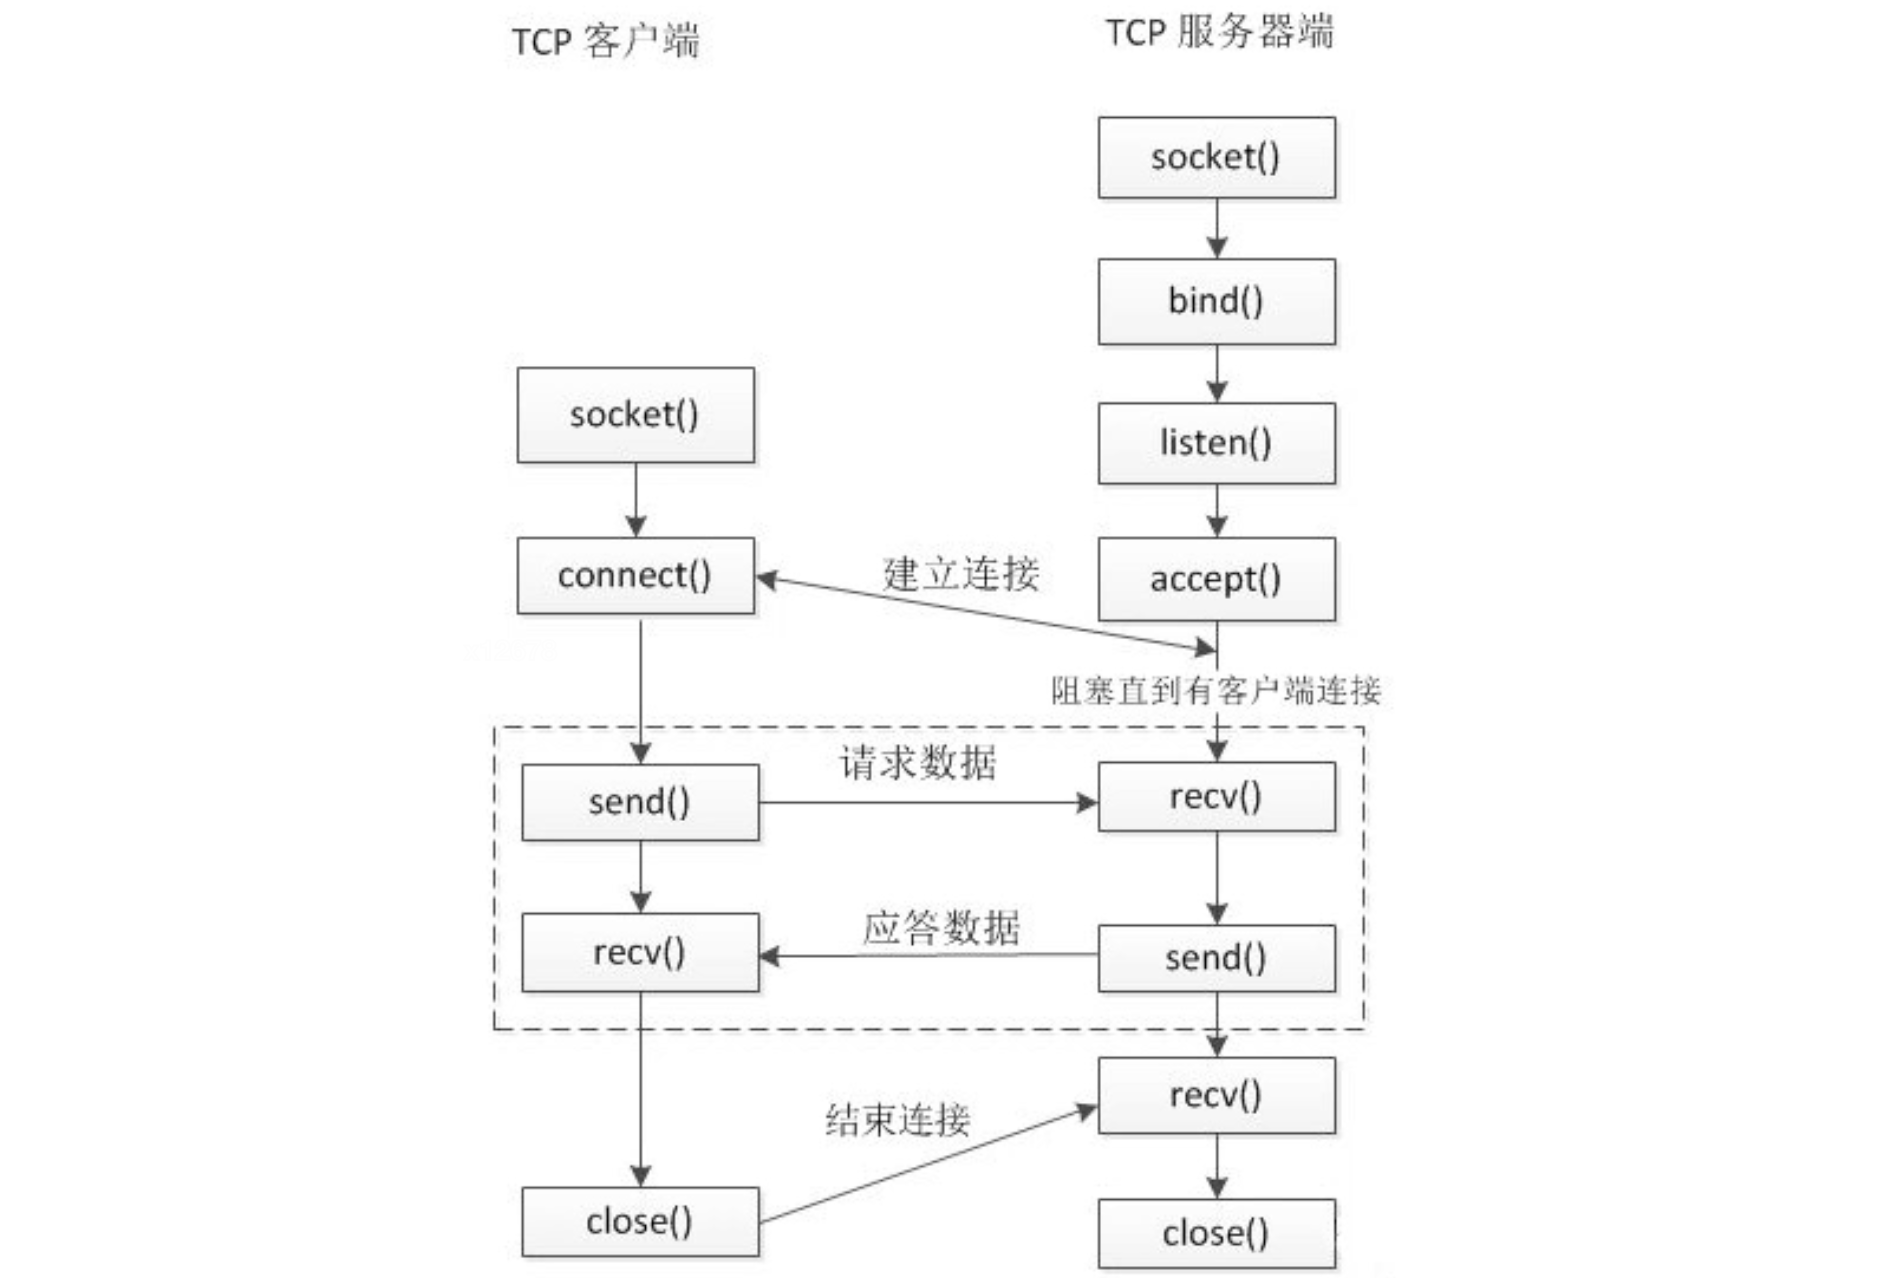 TCP 客户端
TCP 服务器端
socket()
bind()
socket()
listen()
connect()
建立连接
accept()
阻塞直到有客户端连接
请求数据
send()
recv()
应答数据
recv()
send()
recv()
结束连接
close()
close()